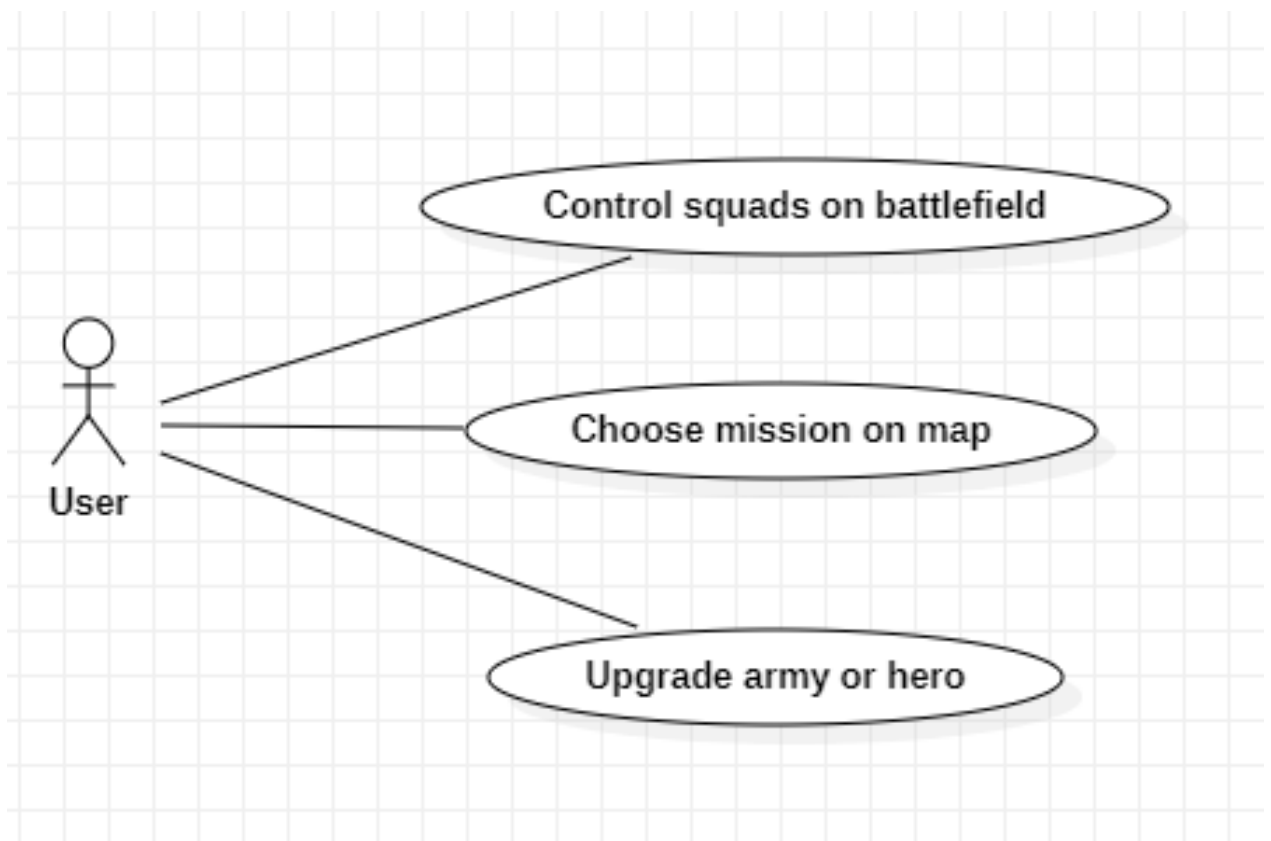 Control squads on battlefield
Choose mission on map
User
Upgrade army or hero